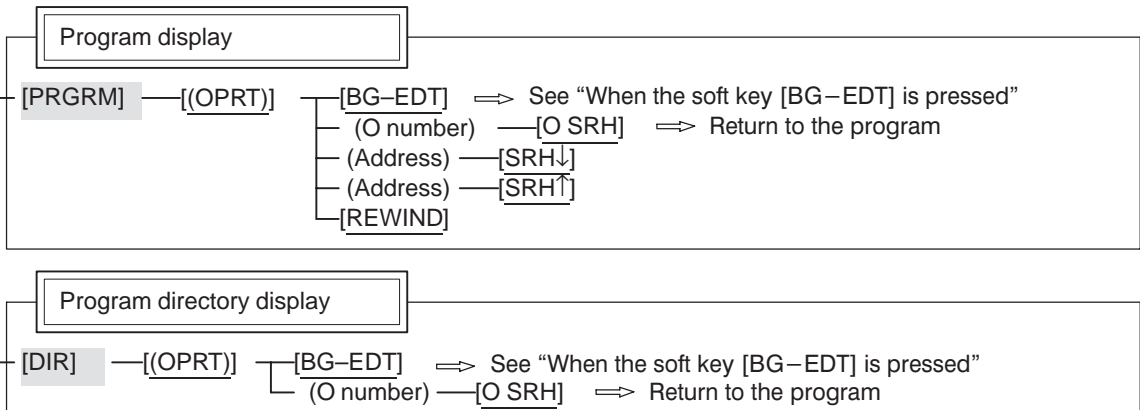 Program display
[PRGRM] [(OPRT)] [BG–EDT] ⇒ See “When the soft key [BG−EDT] is pressed”
(O number) [O SRH] ⇒ Return to the program
(Address) [SRH↓]
(Address) [SRH↑]
[REWIND]
Program directory display
[DIR] [(OPRT)] [BG–EDT] ⇒ See “When the soft key [BG−EDT] is pressed”
(O number) [O SRH] ⇒ Return to the program